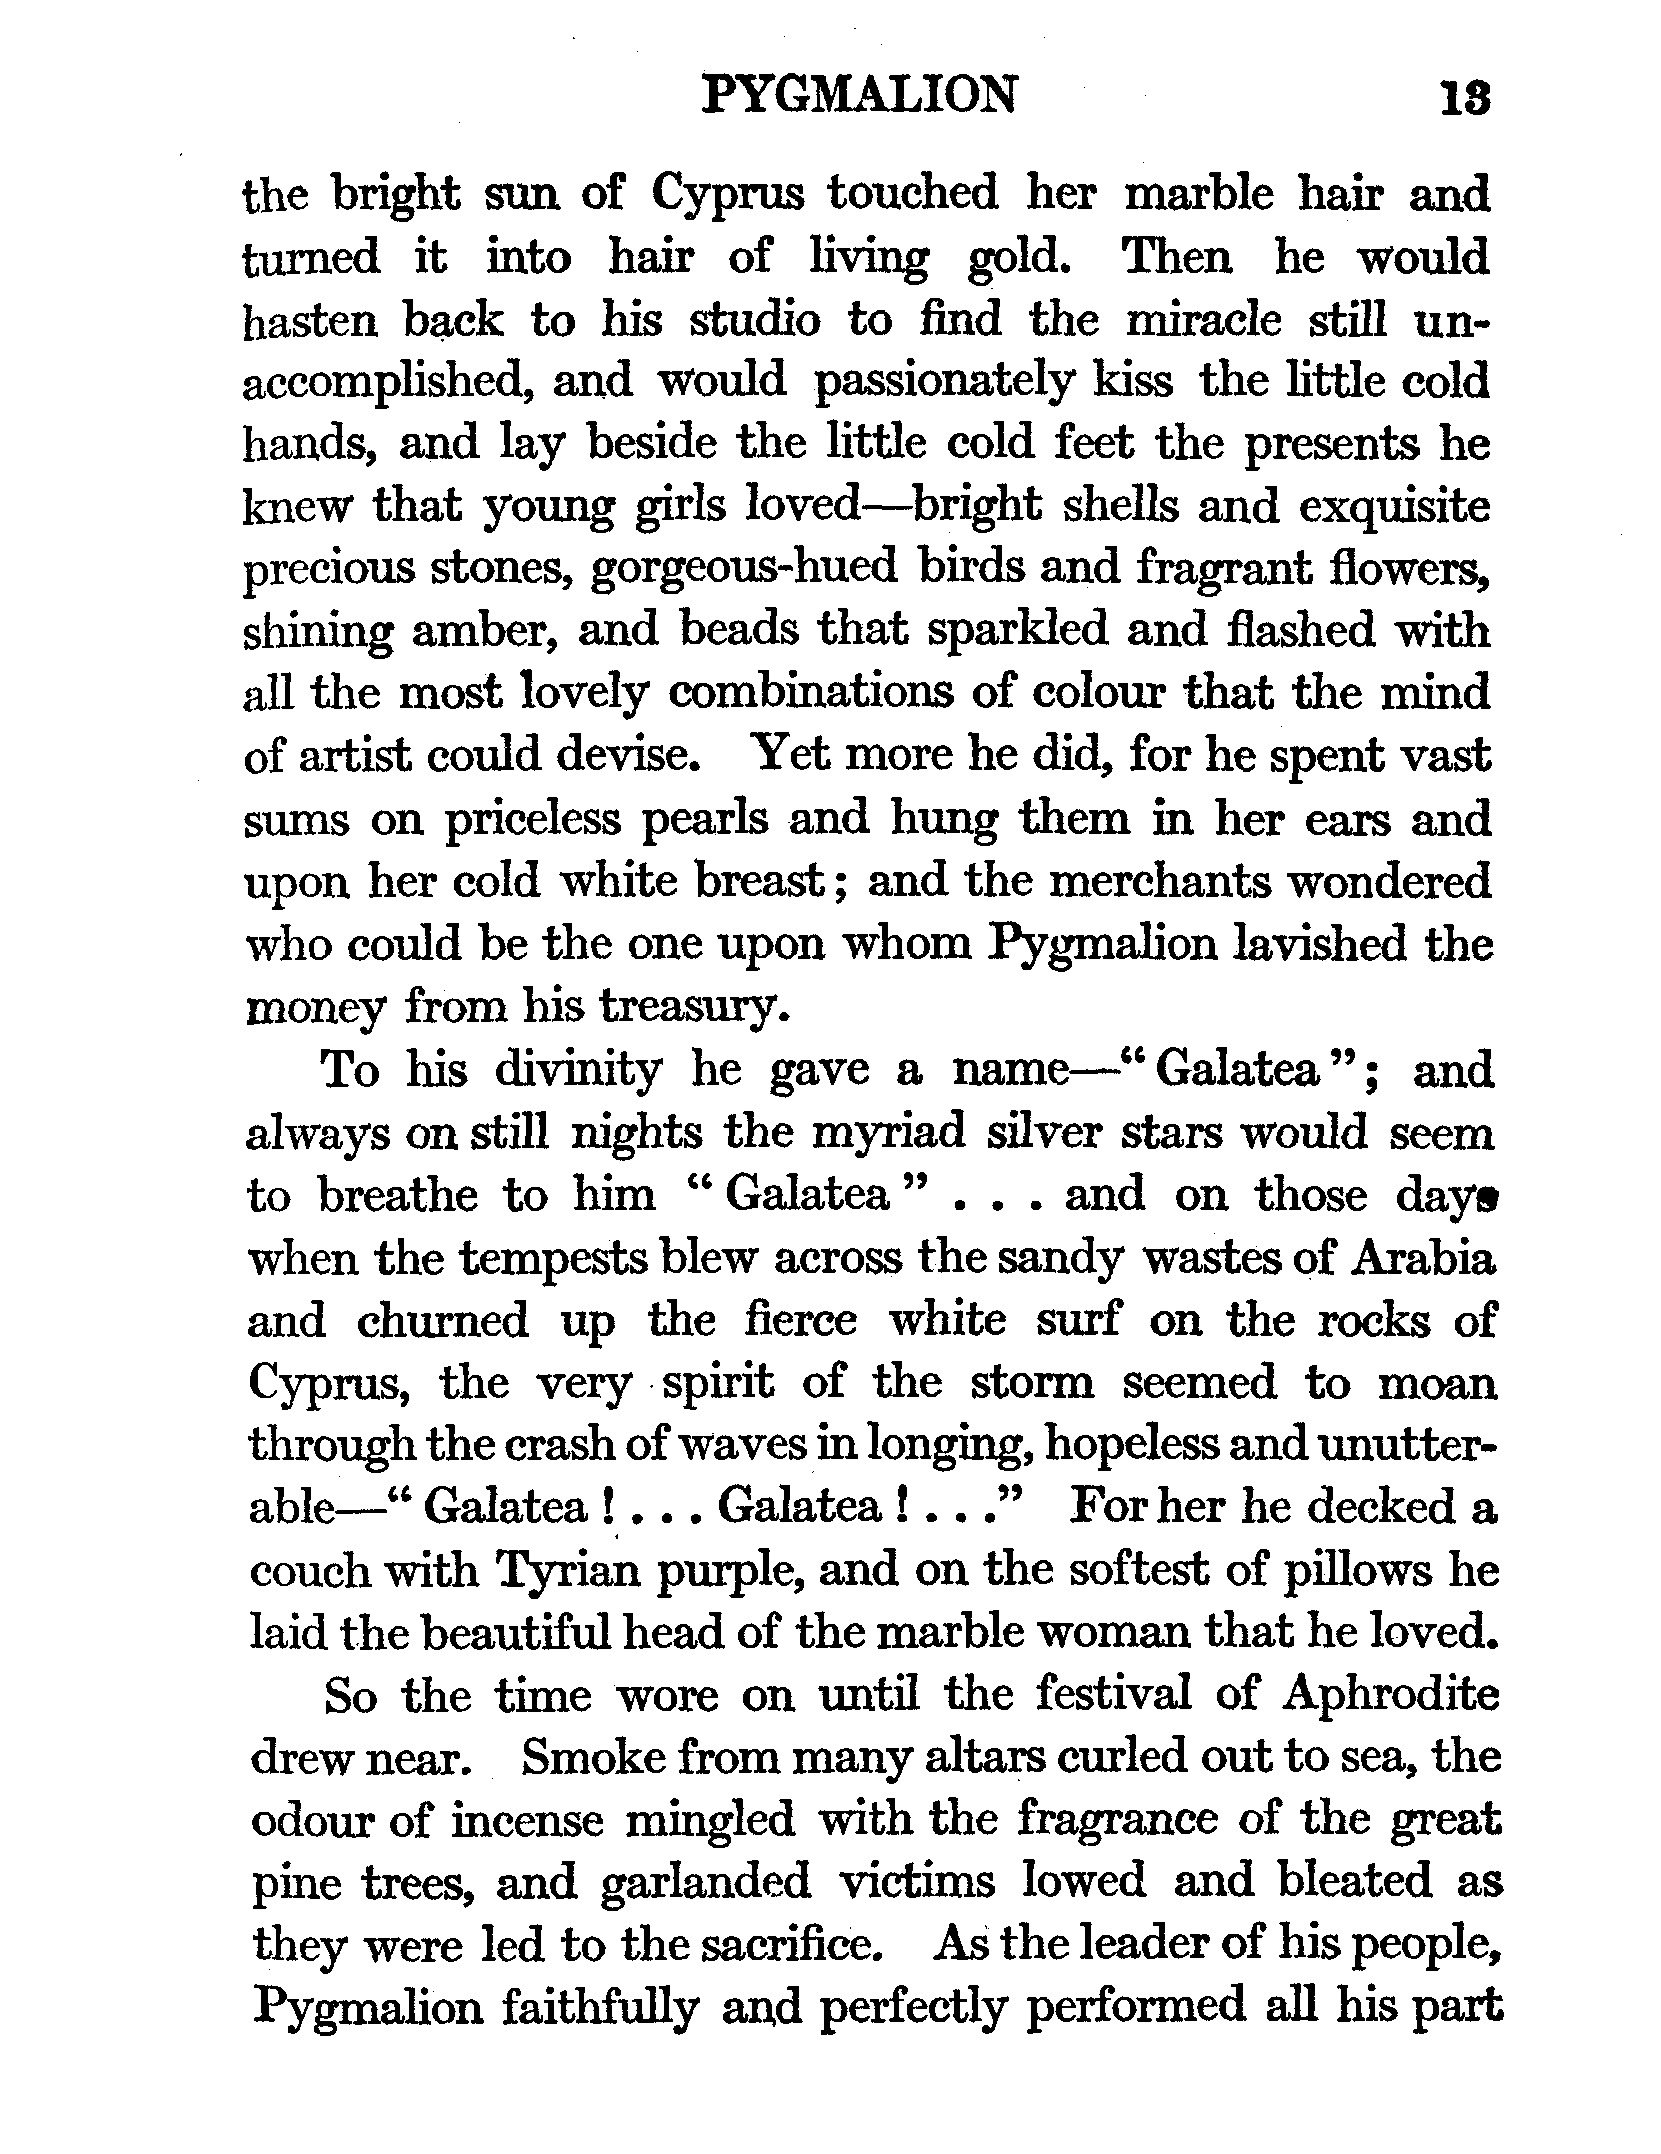 PYGMALION 13
the bright sun of Cyprus touched her marble hair and
turned it into hair of living gold. Then he would
hasten back to his studio to find the miracle still un-
accomplished, and would passionately kiss the little cold
hands, and lay beside the little cold feet the presents he
knew that young girls loved—bright shells and exquisite
precious stones, gorgeous-hued birds and fragrant flowers,
shining amber, and beads that sparkled and flashed with
all the most lovely combinations of colour that the mind
of artist could devise. Yet more he did, for he spent vast
sums on priceless pearls and hung them in her ears and
upon her cold white breast; and the merchants wondered
who could be the one upon whom Pygmalion lavished the
money from his treasury.
To his divinity he gave a name—“Galatea”; and
always on still nights the myriad silver stars would seem
to breathe to him “Galatea” . . . and on those days
when the tempests blew across the sandy wastes of Arabia
and churned up the fierce white surf on the rocks of
Cyprus, the very spirit of the storm seemed to moan
through the crash of waves in longing, hopeless and unutter-
able—“Galatea! . . . Galatea! . . .” For her he decked a
couch with Tyrian purple, and on the softest of pillows he
laid the beautiful head of the marble woman that he loved.
So the time wore on until the festival of Aphrodite
drew near. Smoke from many altars curled out to sea, the
odour of incense mingled with the fragrance of the great
pine trees, and garlanded victims lowed and bleated as
they were led to the sacrifice. As the leader of his people,
Pygmalion faithfully and perfectly performed all his part